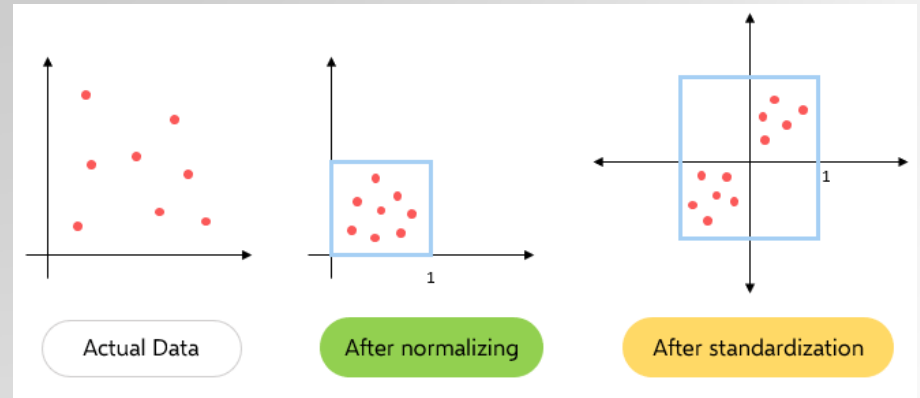 1
1
Actual Data
After normalizing
After standardization